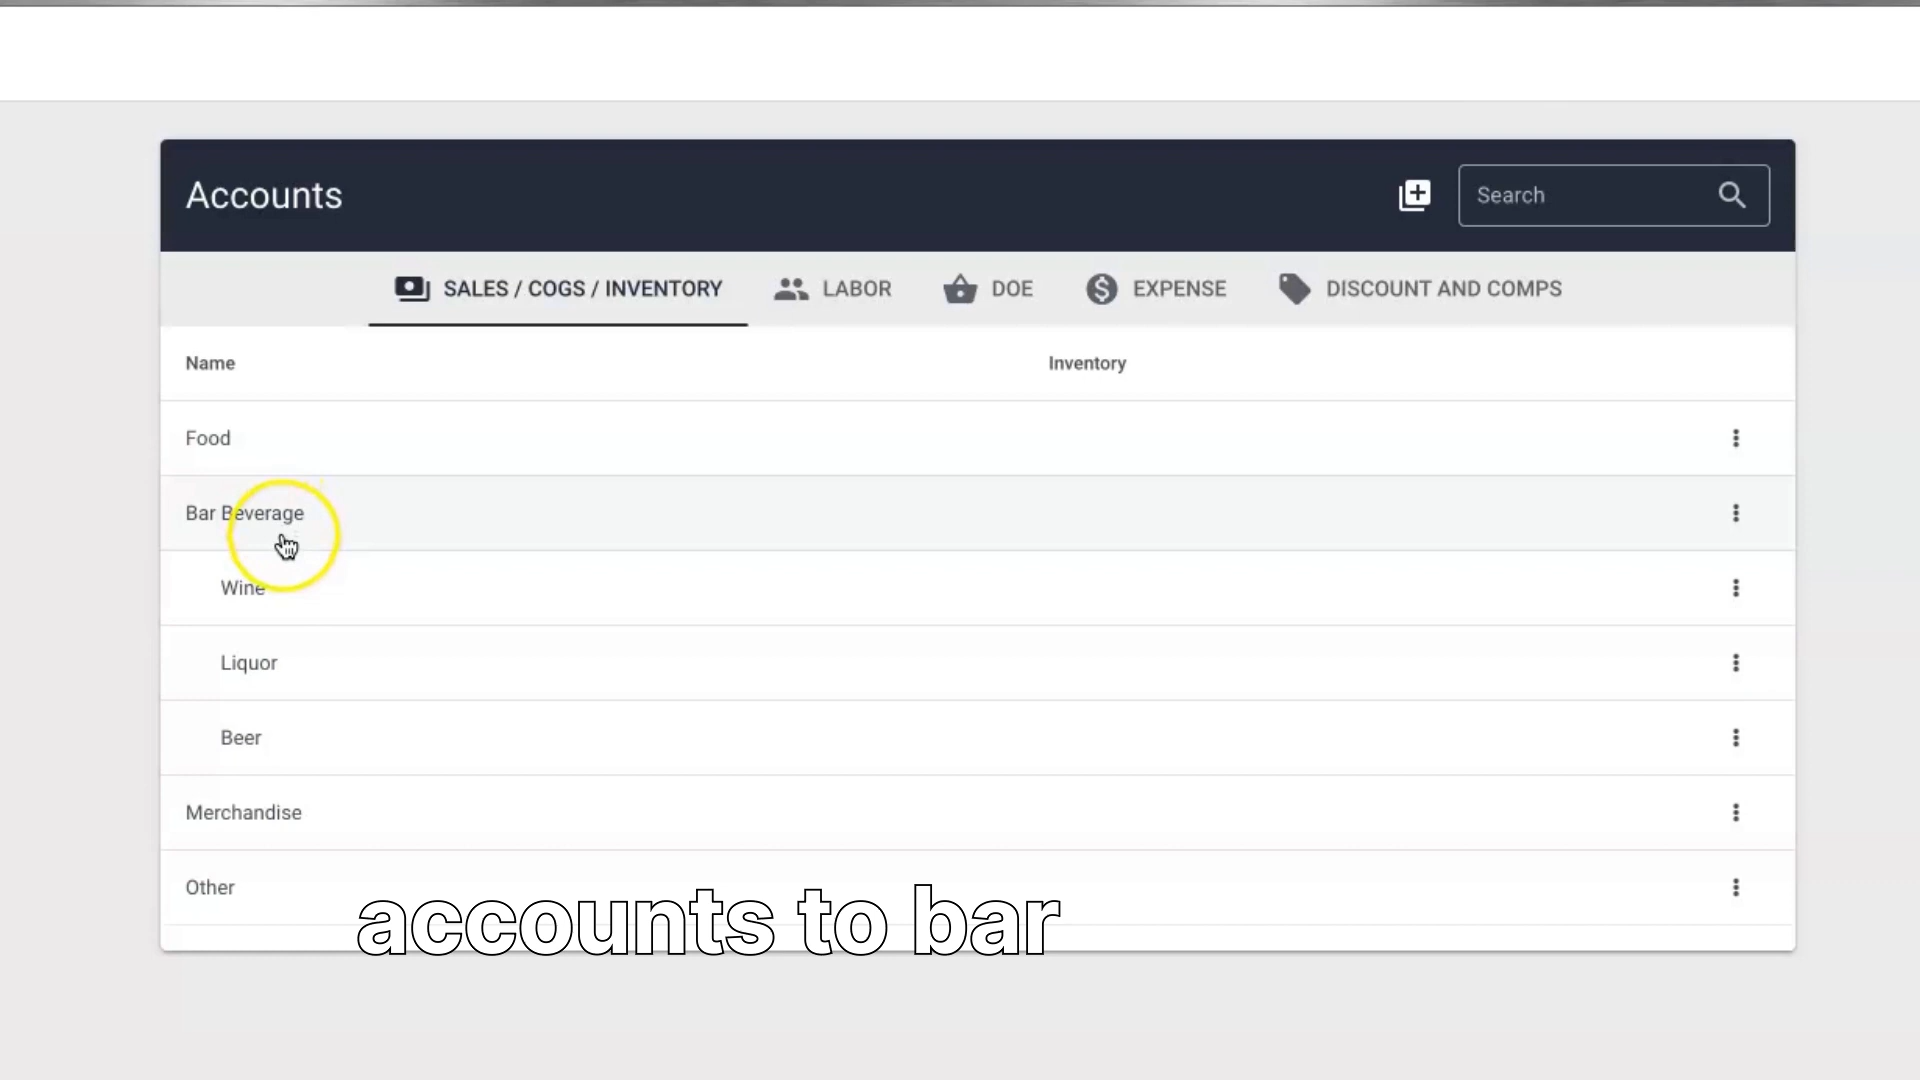 Accounts
Search
SALES / COGS / INVENTORY
LABOR
DOE
EXPENSE
DISCOUNT AND COMPS
Name
Inventory
Food
Bar Beverage
Wine
Liquor
Beer
Merchandise
Other
accounts to bar